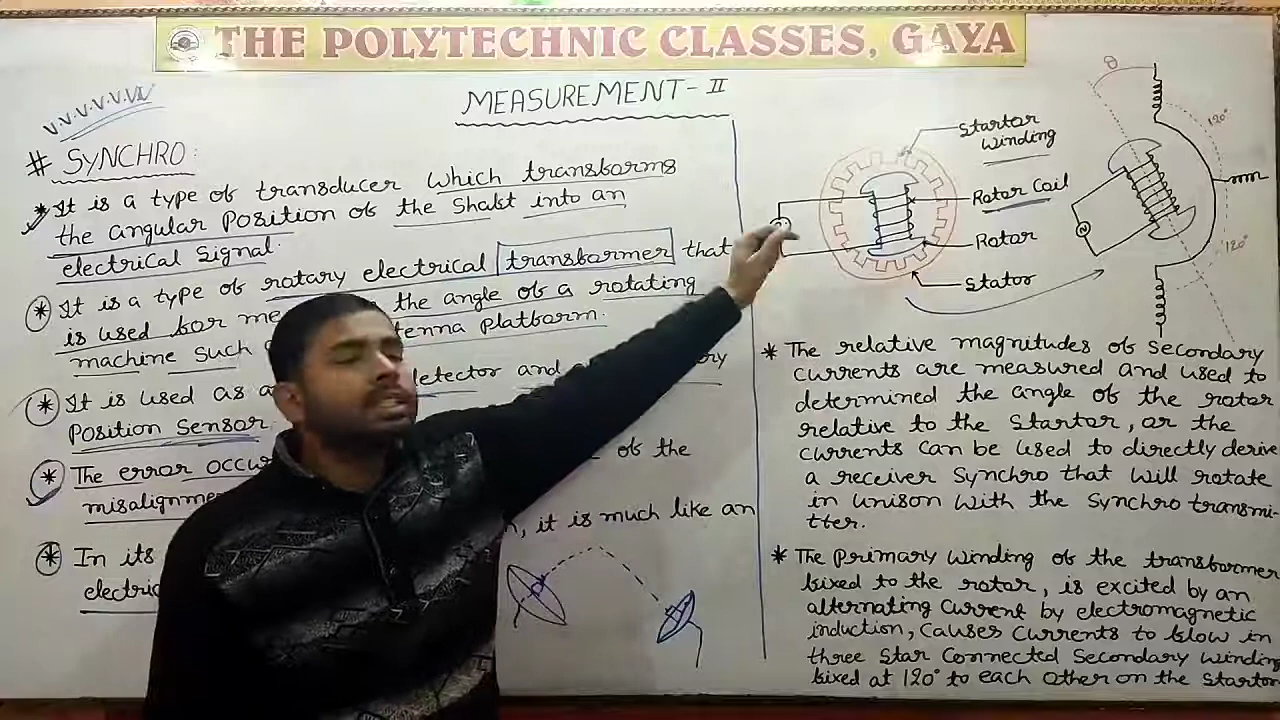 THE POLYTECHNIC CLASSES, GAYA
MEASUREMENT-II
V.V.V.V.VI
# SYNCHRO:
* It is a type of transducer which transforms
the angular Position of the Shaft into an
electrical Signal.
* It is a type of rotary electrical transformer that
is used for me the angle of a rotating
machine such tenna Platform.
* It is used as a detector and
Position Sensor
* The error occur of the
misalignme
* In its it is much like an
electric
Startor
Winding
Rotor Coil
Rotor
Stator
θ
120°
120°
N
* The relative magnitudes of Secondary
Currents are measured and used to
determined the angle of the rotor
relative to the Startor, or the
Currents Can be used to directly derive
a receiver Synchro that will rotate
in unison with the Synchro transmi-
tter.
* The Primary Winding of the transformer
fixed to the rotor, is excited by an
alternating Current by electromagnetic
induction, Causes Currents to flow in
three Star Connected Secondary Winding
fixed at 120° to each other on the Startor